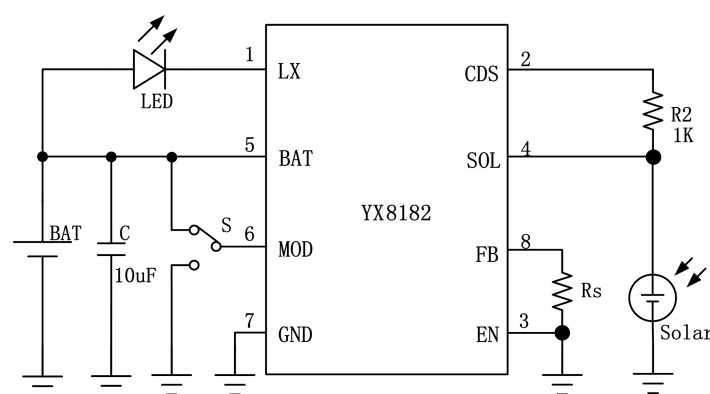 1
2
LX
CDS
LED
R2
1K
5
4
BAT
SOL
YX8182
BAT
C
S
6
8
MOD
FB
10uF
Rs
7
3
GND
EN
Solar